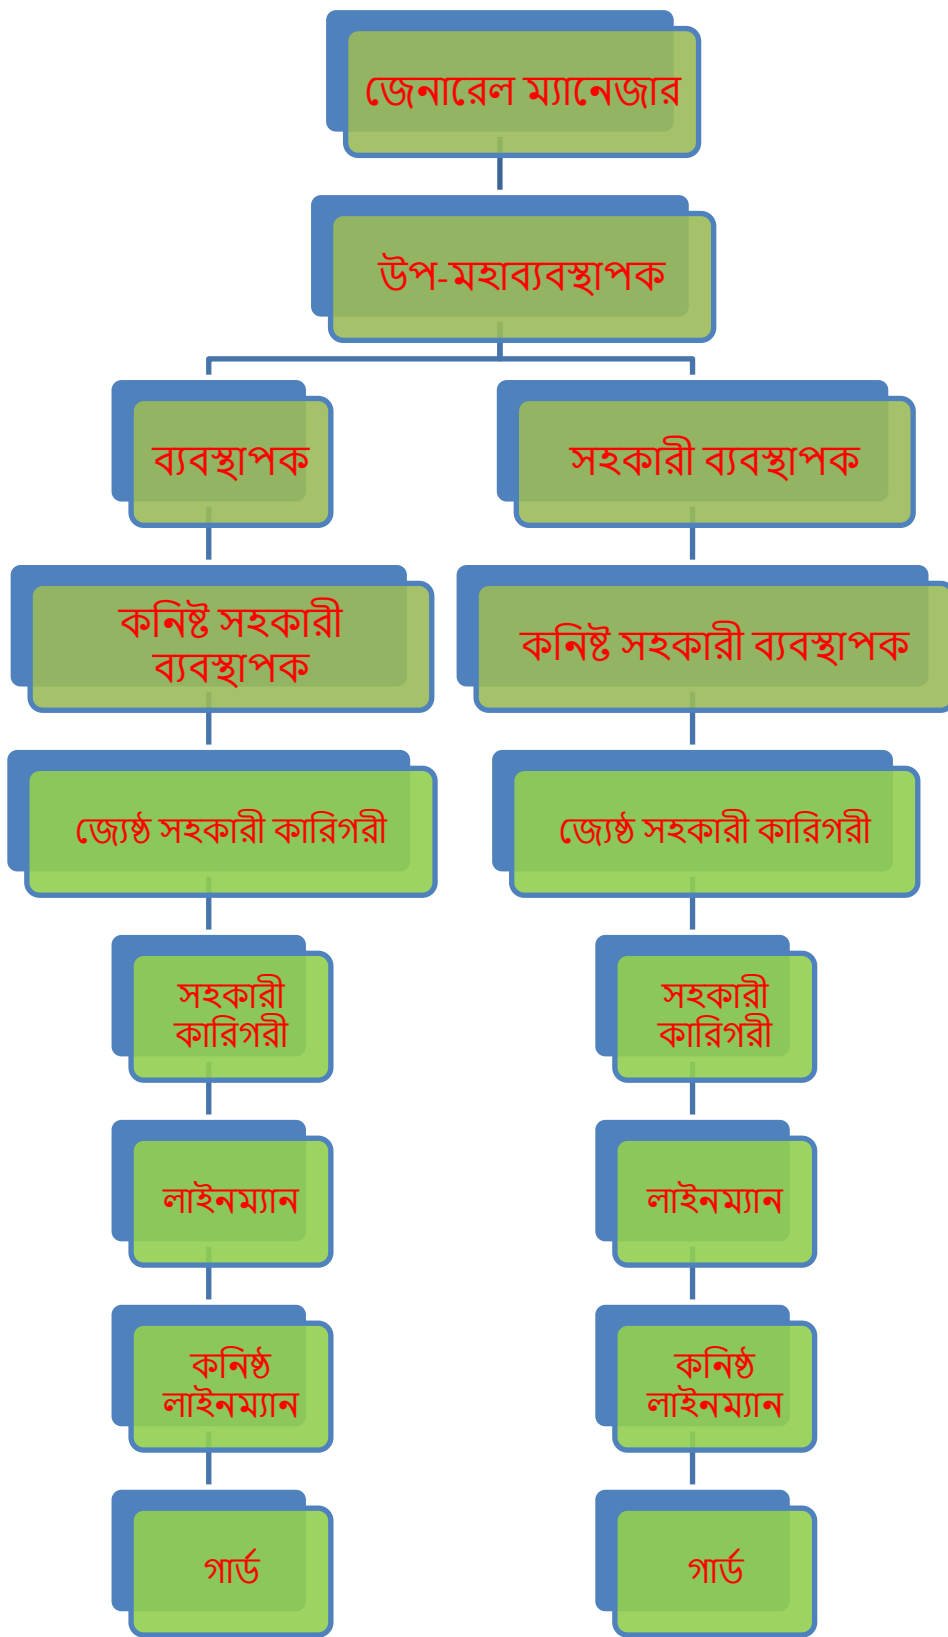 জেনারেল ম্যানেজার
উপ-মহাব্যবস্থাপক
ব্যবস্থাপক
সহকারী ব্যবস্থাপক
কনিষ্ট সহকারী
ব্যবস্থাপক
কনিষ্ট সহকারী ব্যবস্থাপক
জ্যেষ্ঠ সহকারী কারিগরী
জ্যেষ্ঠ সহকারী কারিগরী
সহকারী
কারিগরী
সহকারী
কারিগরী
লাইনম্যান
লাইনম্যান
কনিষ্ঠ
লাইনম্যান
কনিষ্ঠ
লাইনম্যান
গার্ড
গার্ড